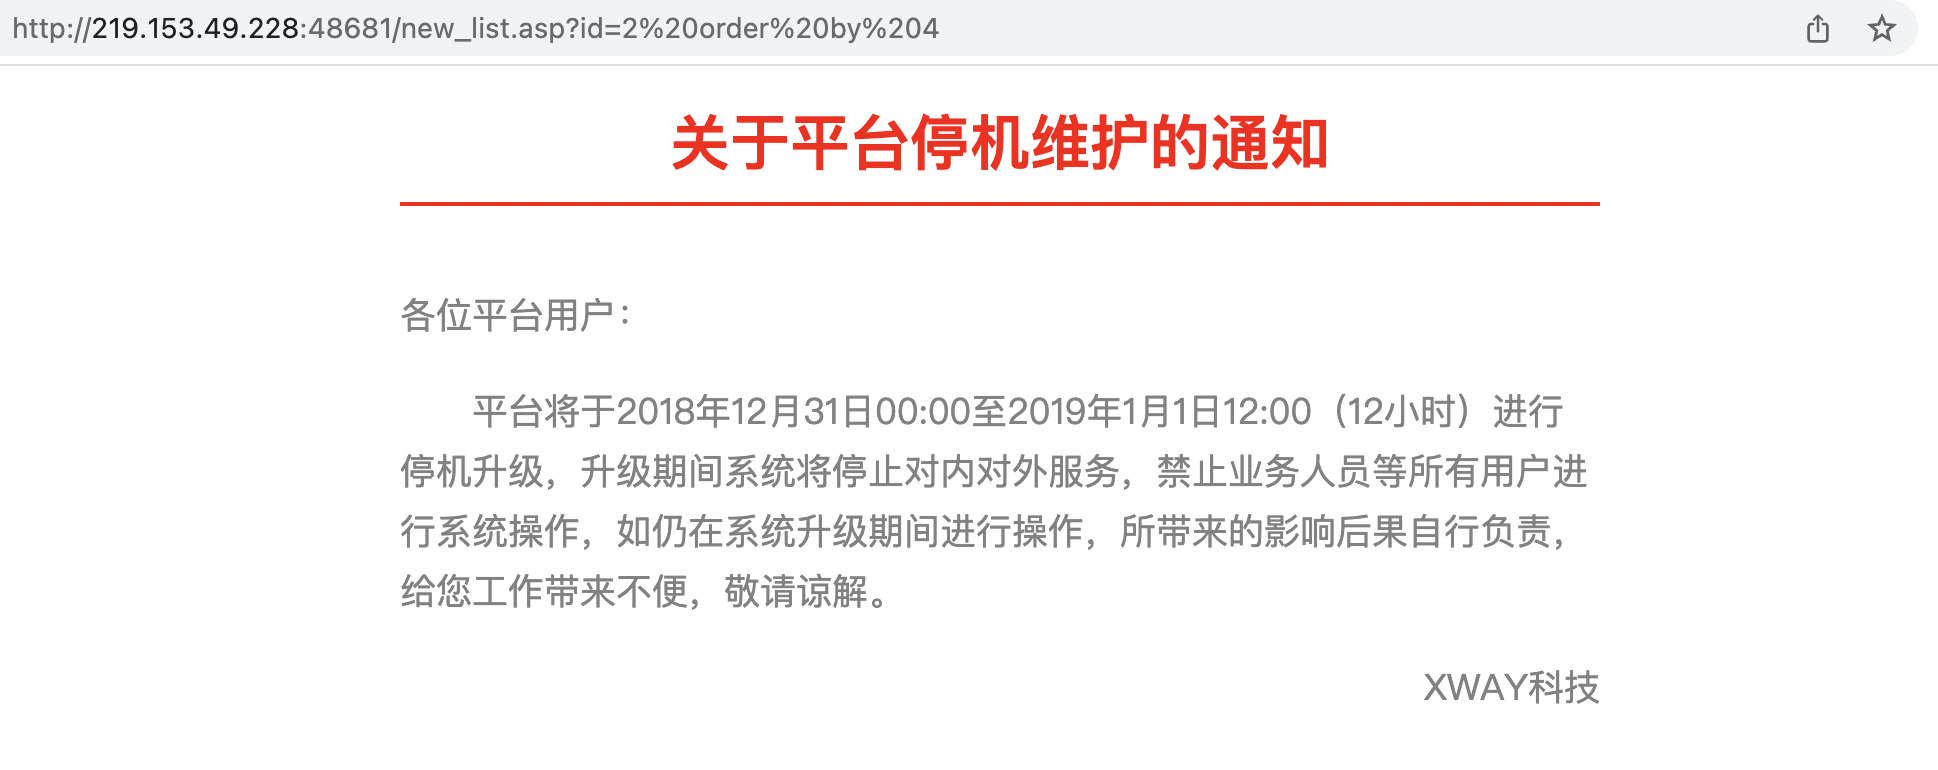 http://219.153.49.228:48681/new_list.asp?id=2%20order%20by%204
关于平台停机维护的通知
各位平台用户：
平台将于2018年12月31日00:00至2019年1月1日12:00（12小时）进行
停机升级，升级期间系统将停止对内对外服务，禁止业务人员等所有用户进
行系统操作，如仍在系统升级期间进行操作，所带来的影响后果自行负责，
给您工作带来不便，敬请谅解。
XWAY科技